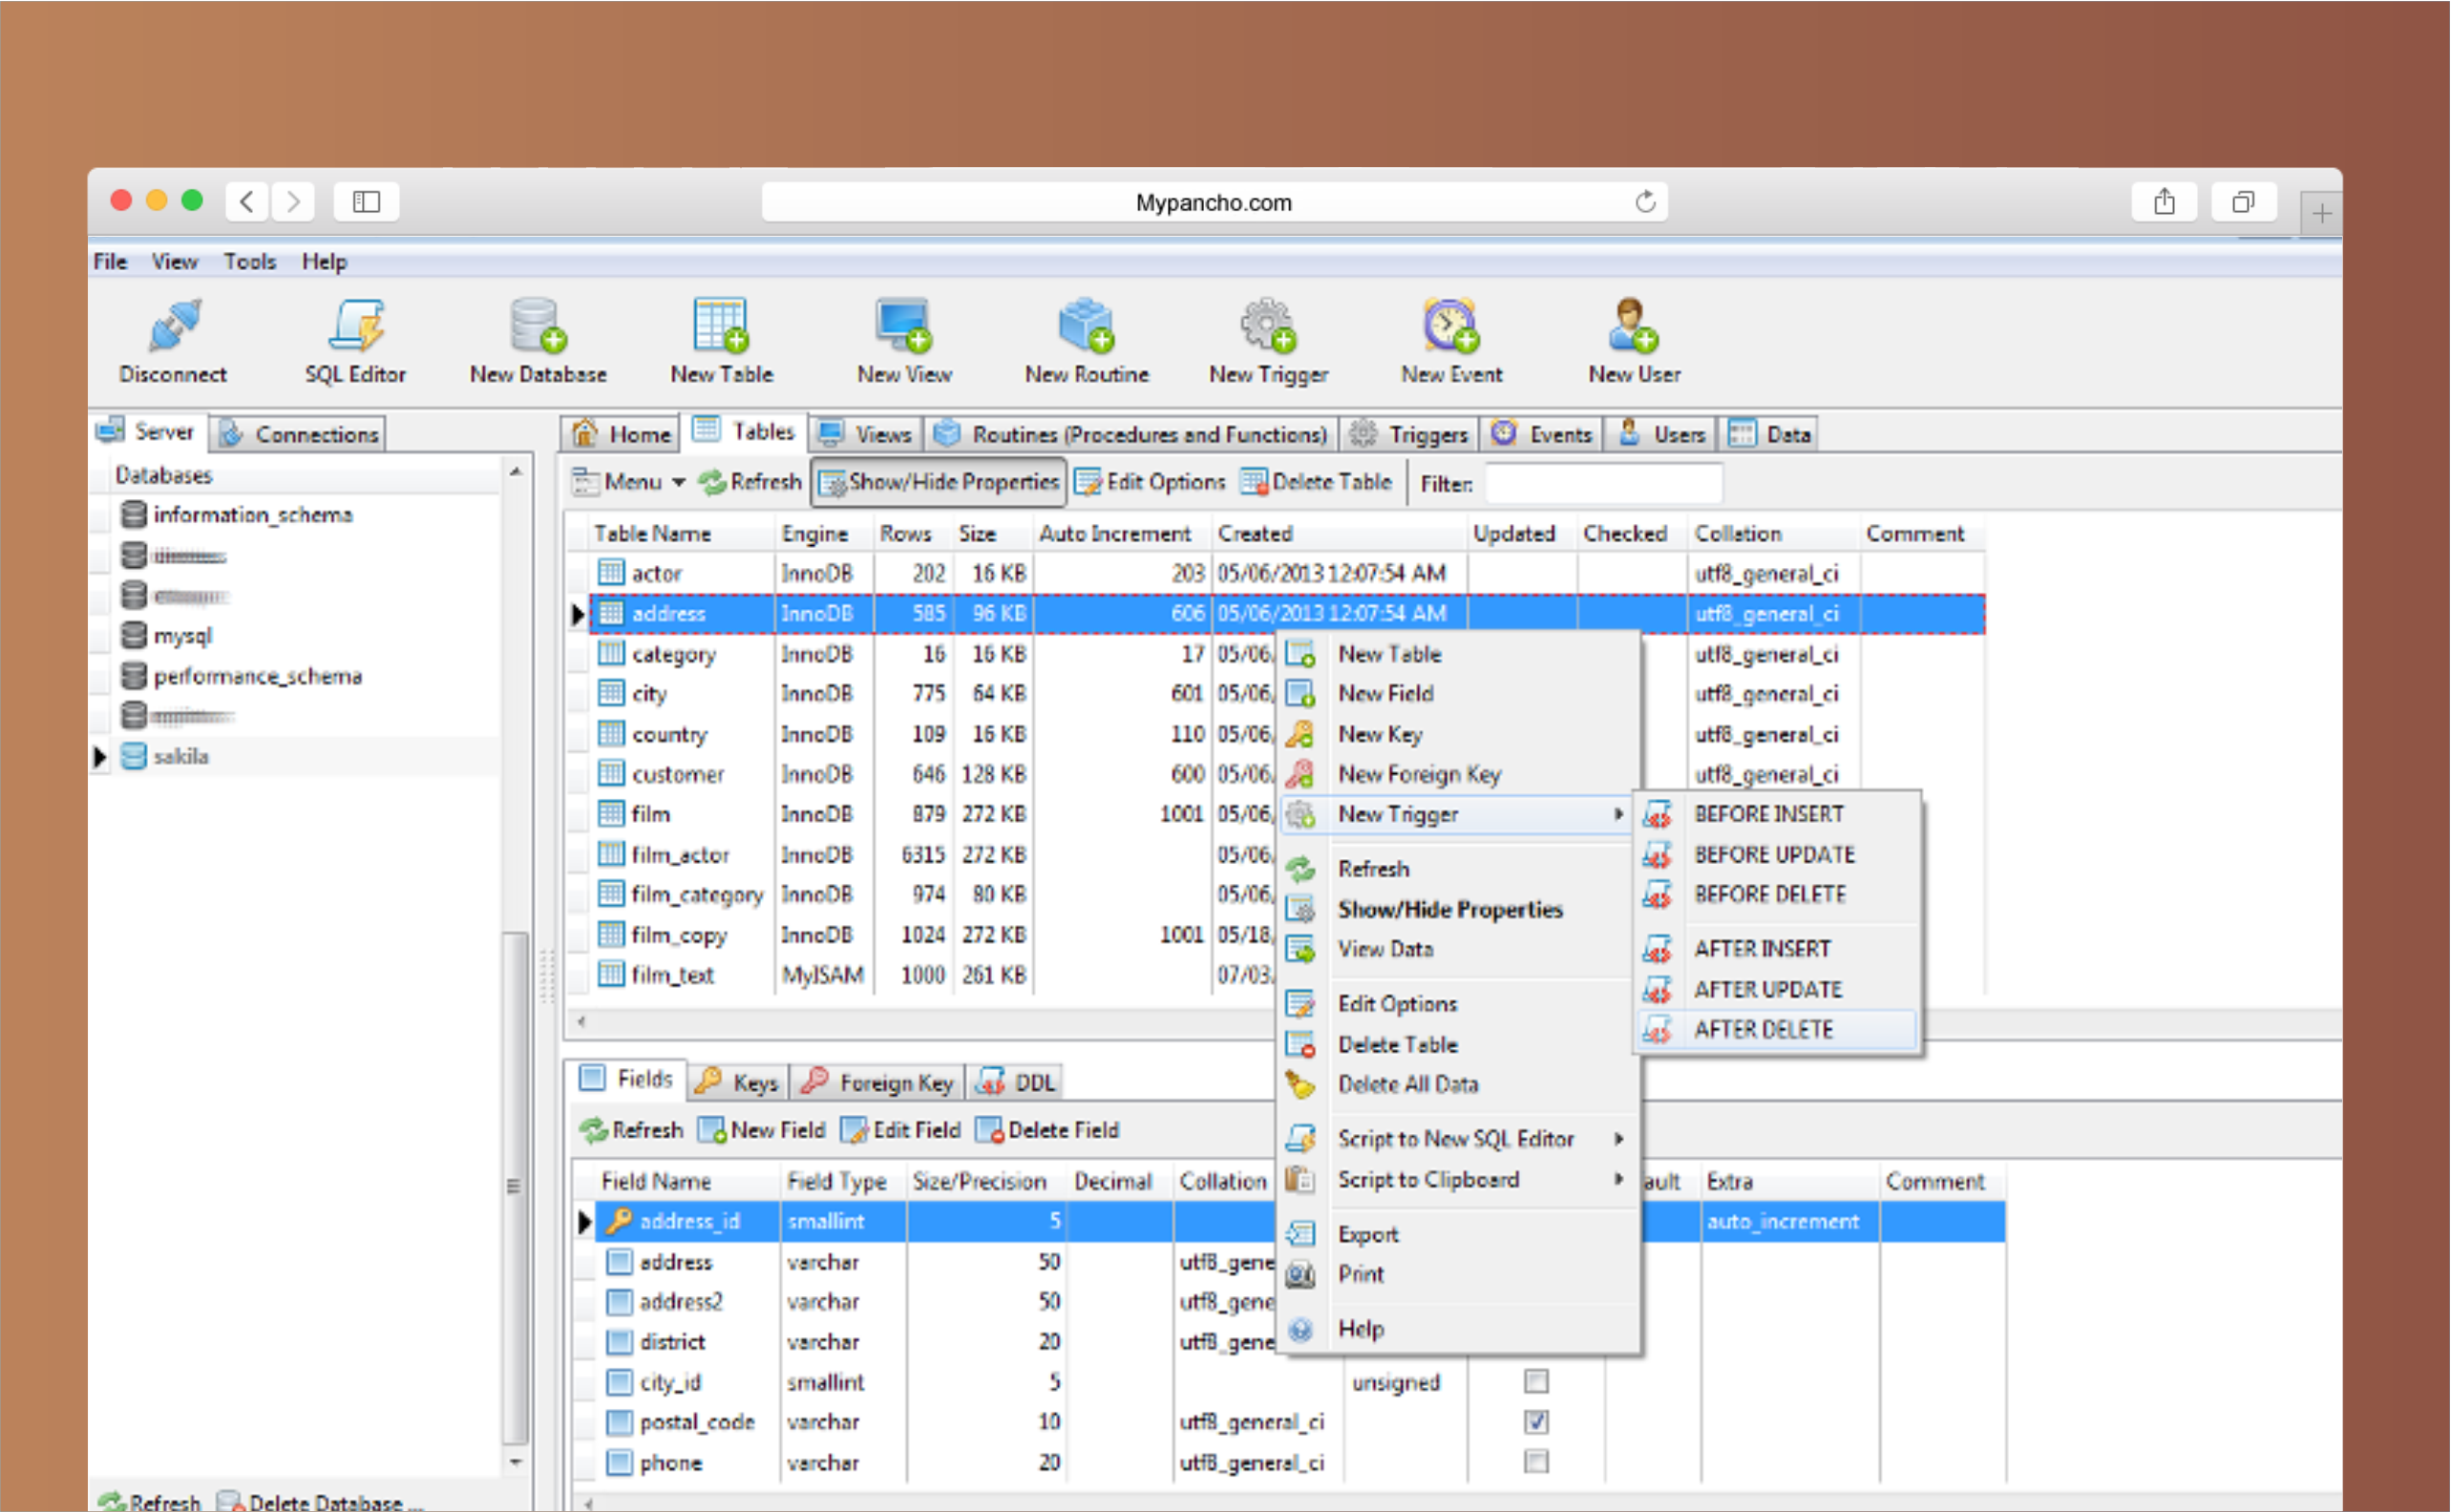 Mypancho.com
File View Tools Help
Disconnect SQL Editor New Database New Table New View New Routine New Trigger New Event New User
Server Connections
Databases
information_schema
mysql
performance_schema
sakila
Refresh Delete Database ...
Home Tables Views Routines (Procedures and Functions) Triggers Events Users Data
Menu Refresh Show/Hide Properties Edit Options Delete Table Filter:
Table Name Engine Rows Size Auto Increment Created Updated Checked Collation Comment
actor InnoDB 202 16 KB 203 05/06/2013 12:07:54 AM utf8_general_ci
address InnoDB 585 96 KB 606 05/06/2013 12:07:54 AM utf8_general_ci
category InnoDB 16 16 KB 17 05/06, utf8_general_ci
city InnoDB 775 64 KB 601 05/06, utf8_general_ci
country InnoDB 109 16 KB 110 05/06, utf8_general_ci
customer InnoDB 646 128 KB 600 05/06, utf8_general_ci
film InnoDB 879 272 KB 1001 05/06,
film_actor InnoDB 6315 272 KB 05/06,
film_category InnoDB 974 80 KB 05/06,
film_copy InnoDB 1024 272 KB 1001 05/18,
film_text MyISAM 1000 261 KB 07/03,
New Table
New Field
New Key
New Foreign Key
New Trigger
Refresh
Show/Hide Properties
View Data
Edit Options
Delete Table
Delete All Data
Script to New SQL Editor
Script to Clipboard
Export
Print
Help
BEFORE INSERT
BEFORE UPDATE
BEFORE DELETE
AFTER INSERT
AFTER UPDATE
AFTER DELETE
Fields Keys Foreign Key DDL
Refresh New Field Edit Field Delete Field
Field Name Field Type Size/Precision Decimal Collation ault Extra Comment
address_id smallint 5 auto_increment
address varchar 50 utf8_gene
address2 varchar 50 utf8_gene
district varchar 20 utf8_gene
city_id smallint 5 unsigned
postal_code varchar 10 utf8_general_ci
phone varchar 20 utf8_general_ci